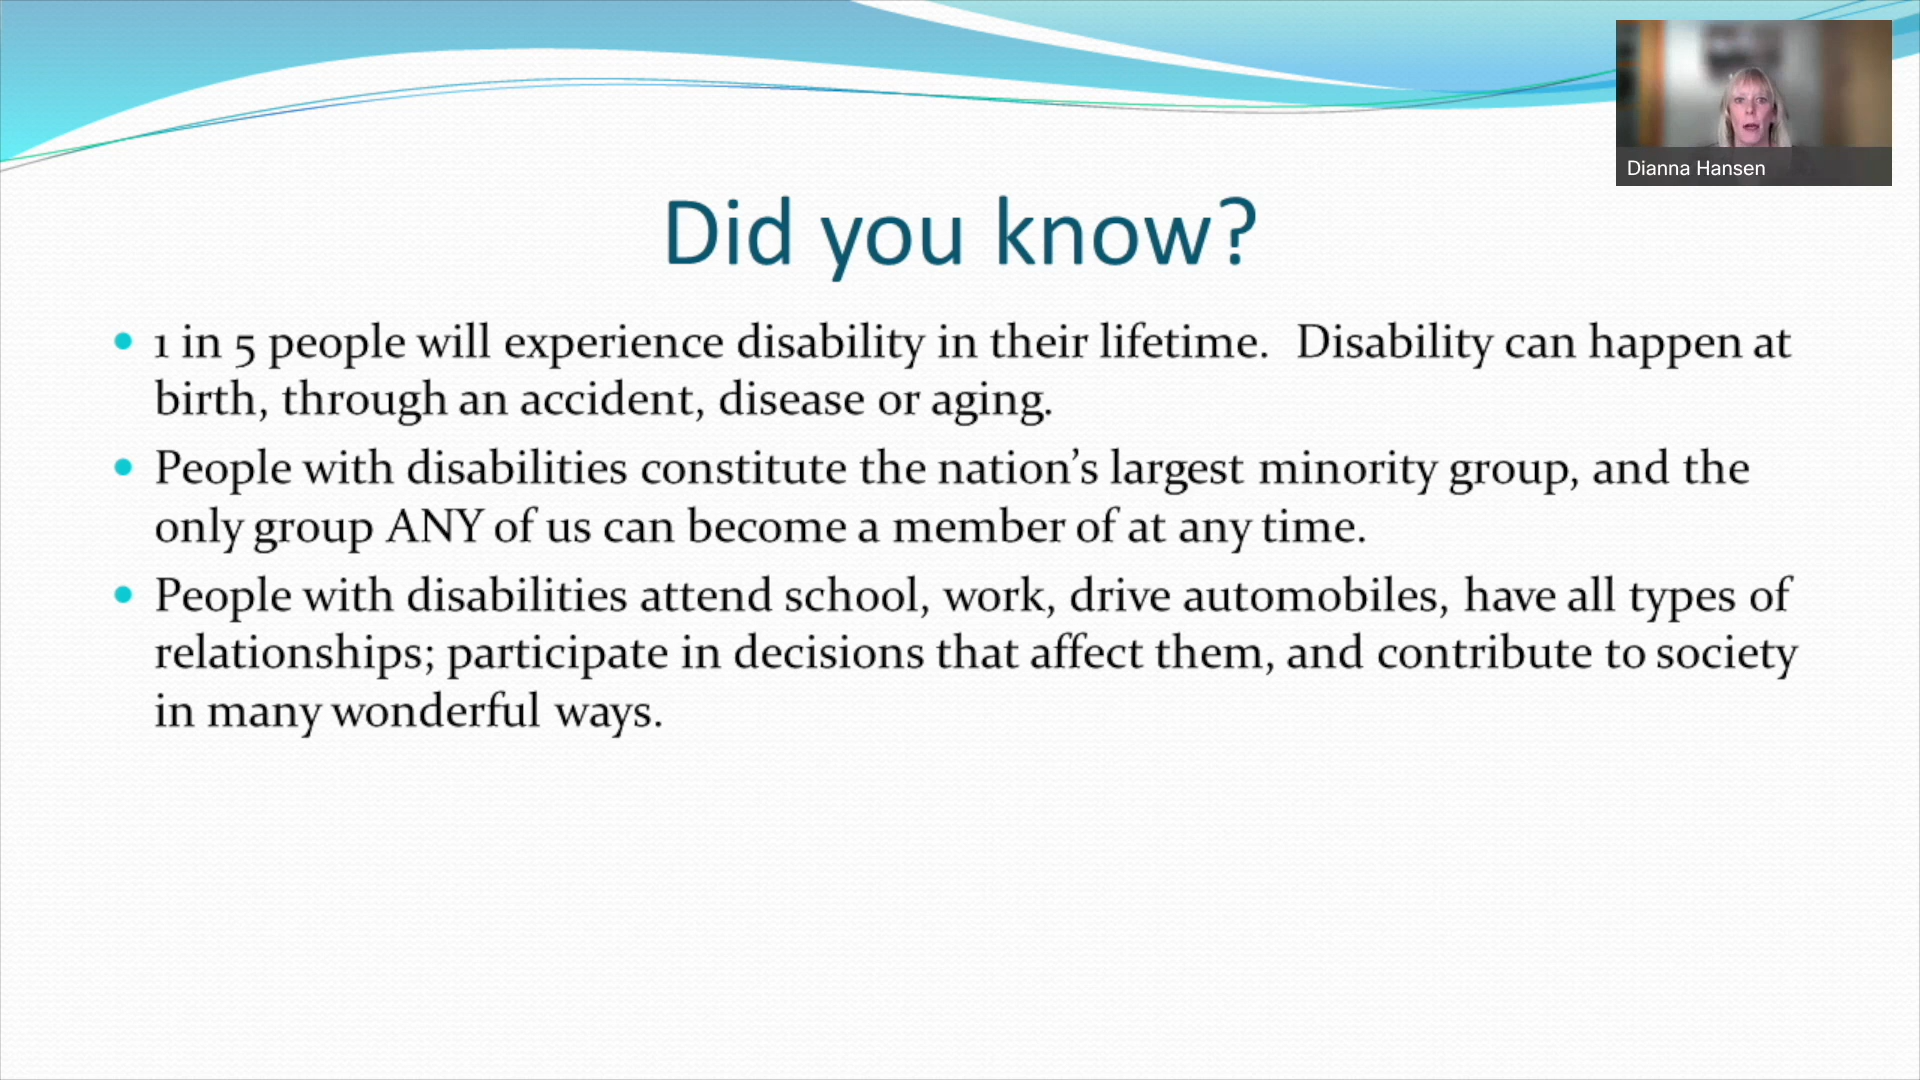 Dianna Hansen
Did you know?
• 1 in 5 people will experience disability in their lifetime.  Disability can happen at
birth, through an accident, disease or aging.
• People with disabilities constitute the nation’s largest minority group, and the
only group ANY of us can become a member of at any time.
• People with disabilities attend school, work, drive automobiles, have all types of
relationships; participate in decisions that affect them, and contribute to society
in many wonderful ways.